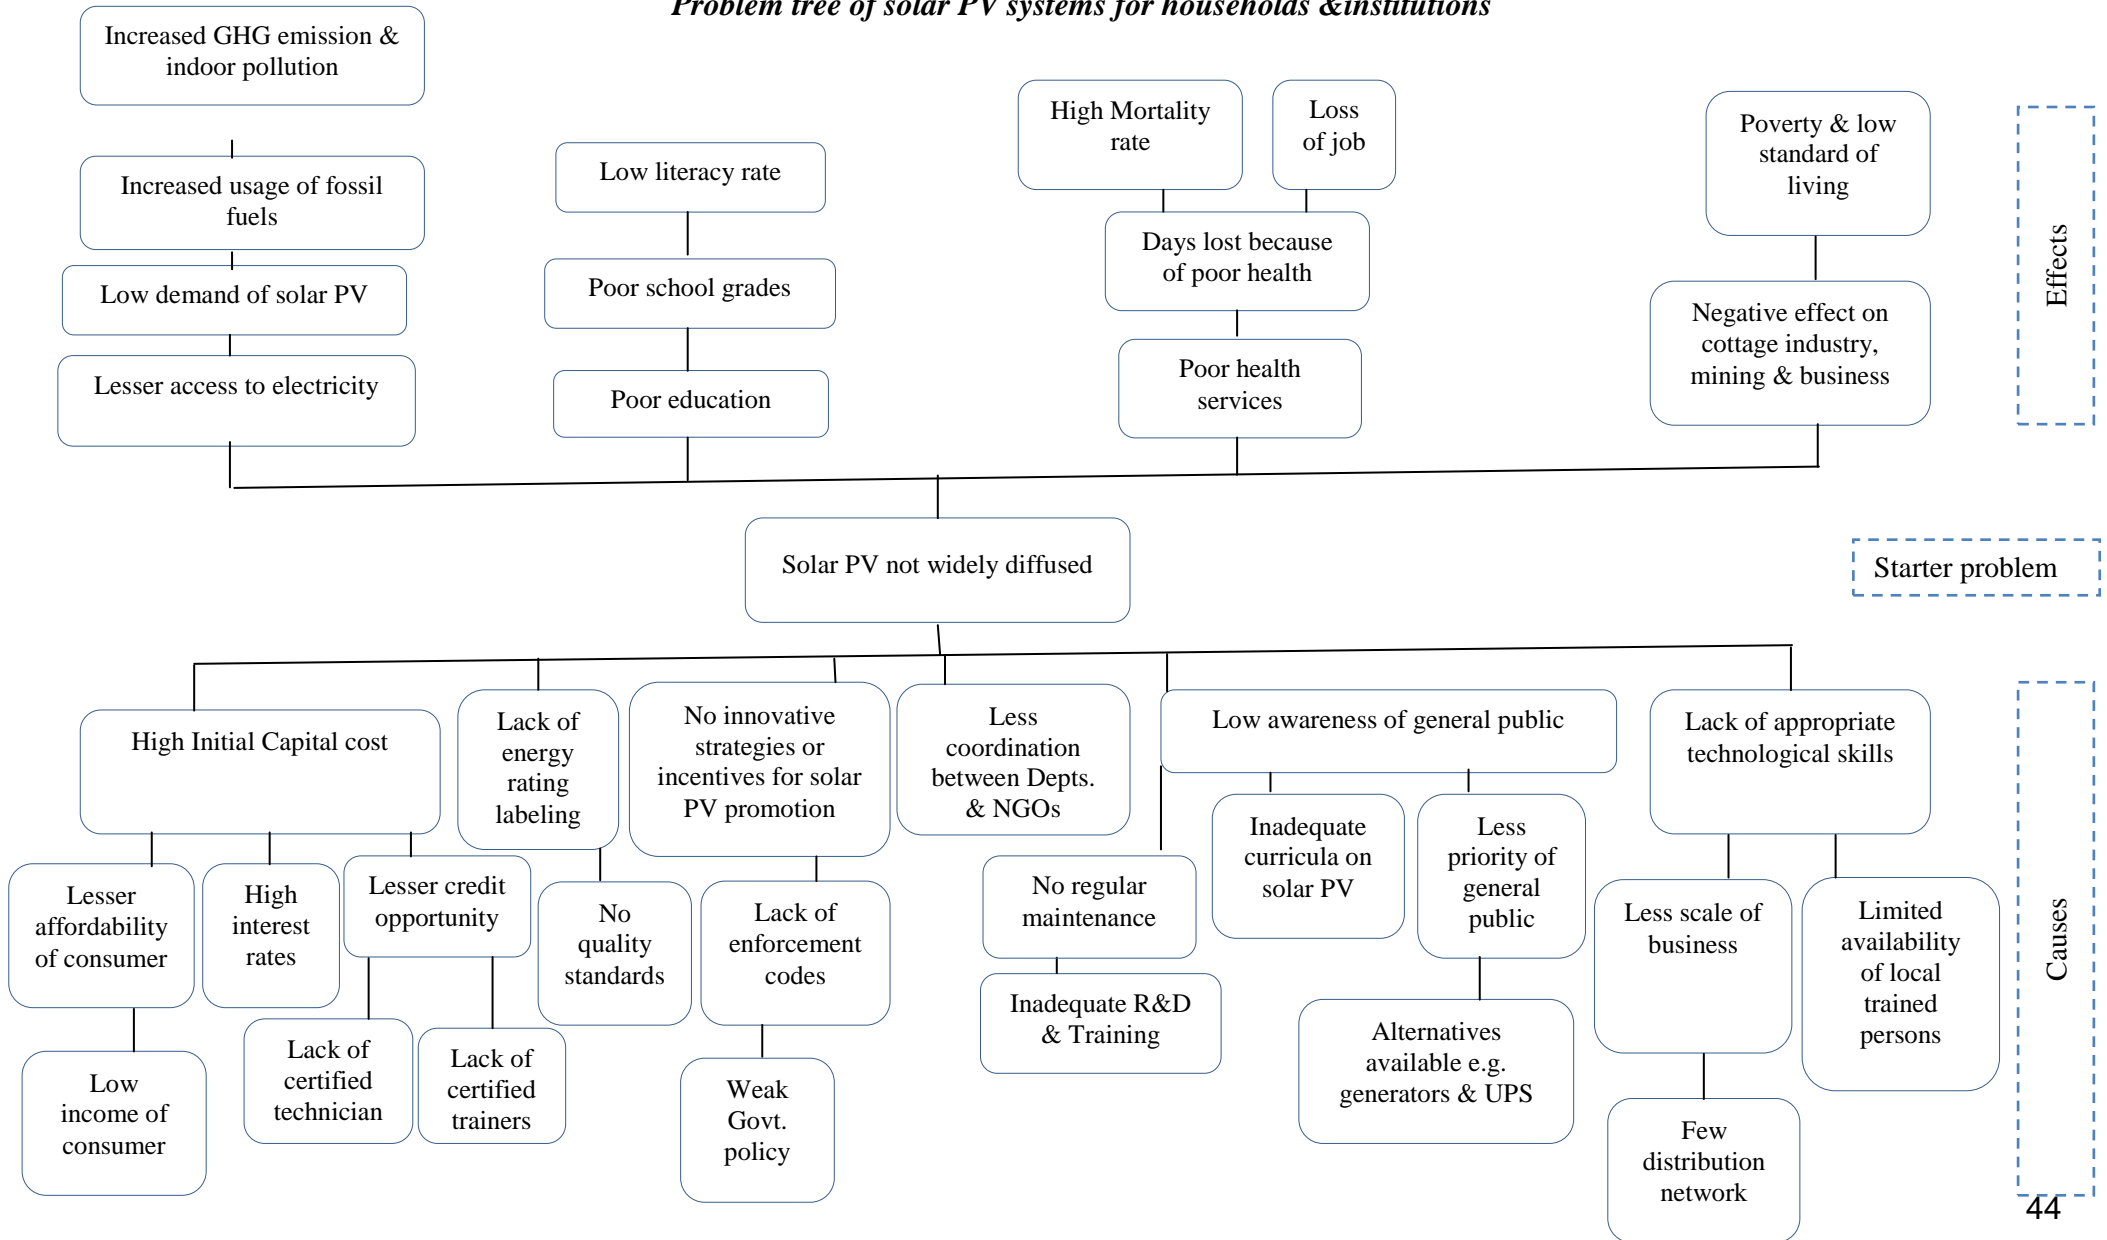 Problem tree of solar PV systems for households &institutions
Increased GHG emission &
indoor pollution
High Mortality
rate
Loss
of job
Poverty & low
standard of
living
Increased usage of fossil
fuels
Low literacy rate
Days lost because
of poor health
Effects
Low demand of solar PV
Poor school grades
Negative effect on
cottage industry,
mining & business
Lesser access to electricity
Poor education
Poor health
services
Solar PV not widely diffused
Starter problem
High Initial Capital cost
Lack of
energy
rating
labeling
No innovative
strategies or
incentives for solar
PV promotion
Less
coordination
between Depts.
& NGOs
Low awareness of general public
Lack of appropriate
technological skills
Lesser
affordability
of consumer
High
interest
rates
Lesser credit
opportunity
No
quality
standards
Lack of
enforcement
codes
No regular
maintenance
Inadequate
curricula on
solar PV
Less
priority of
general
public
Less scale of
business
Limited
availability
of local
trained
persons
Causes
Low
income of
consumer
Lack of
certified
technician
Lack of
certified
trainers
Weak
Govt.
policy
Inadequate R&D
& Training
Alternatives
available e.g.
generators & UPS
Few
distribution
network
44